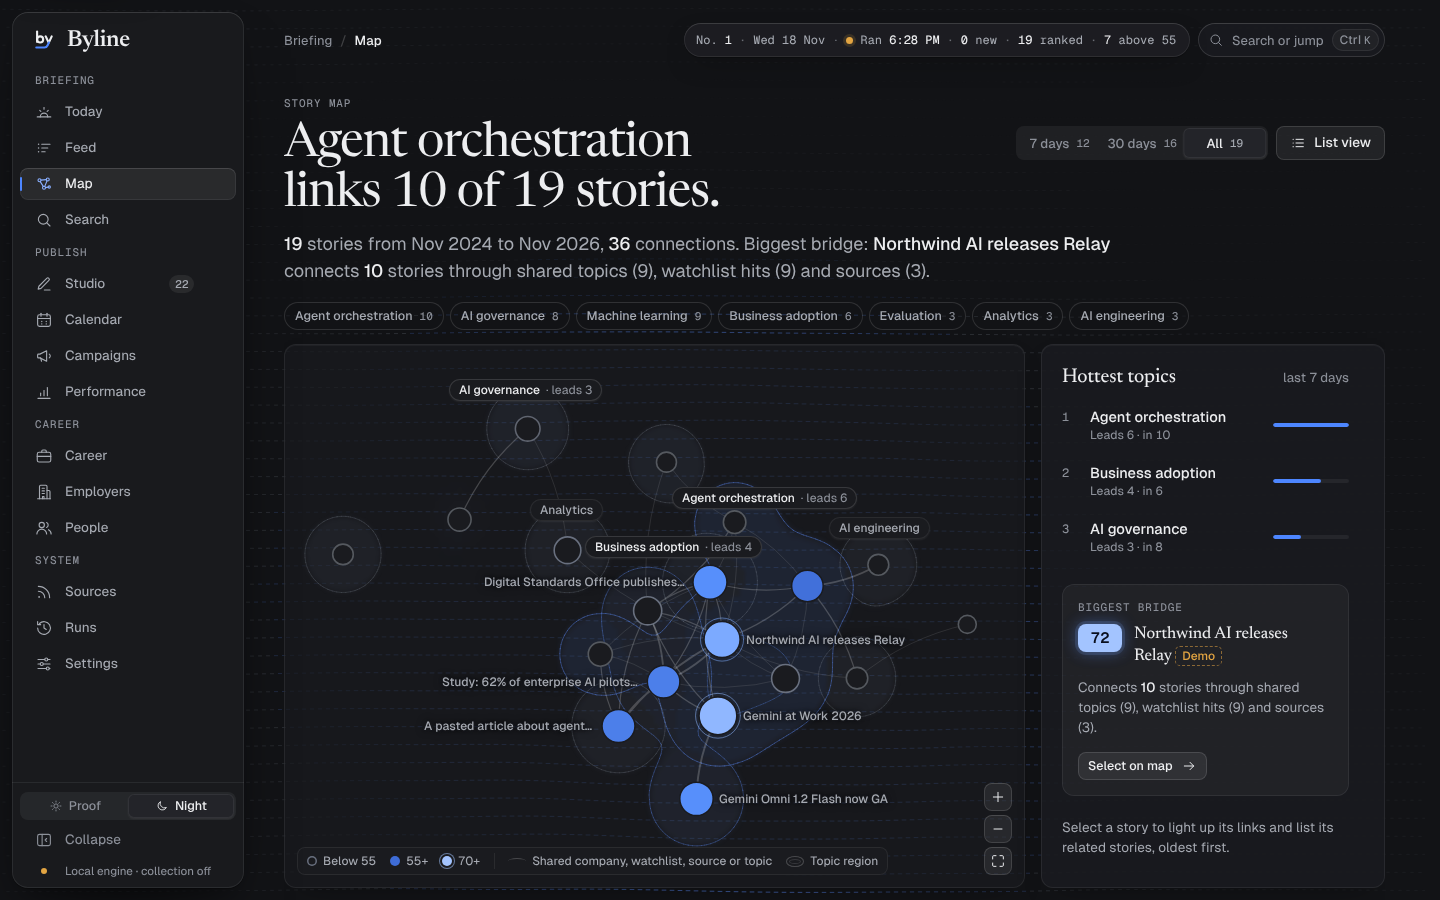 by Byline
BRIEFING
Today
Feed
Map
Search
PUBLISH
Studio 22
Calendar
Campaigns
Performance
CAREER
Career
Employers
People
SYSTEM
Sources
Runs
Settings
Proof Night
Collapse
Local engine · collection off
Briefing / Map
No. 1 · Wed 18 Nov · Ran 6:28 PM · 0 new · 19 ranked · 7 above 55
Search or jump Ctrl K
STORY MAP
Agent orchestration
links 10 of 19 stories.
7 days 12 30 days 16 All 19
List view
19 stories from Nov 2024 to Nov 2026, 36 connections. Biggest bridge: Northwind AI releases Relay
connects 10 stories through shared topics (9), watchlist hits (9) and sources (3).
Agent orchestration 10
AI governance 8
Machine learning 9
Business adoption 6
Evaluation 3
Analytics 3
AI engineering 3
AI governance · leads 3
Agent orchestration · leads 6
Analytics
AI engineering
Business adoption · leads 4
Digital Standards Office publishes…
Northwind AI releases Relay
Study: 62% of enterprise AI pilots…
Gemini at Work 2026
A pasted article about agent…
Gemini Omni 1.2 Flash now GA
Below 55 55+ 70+ Shared company, watchlist, source or topic Topic region
Hottest topics last 7 days
1 Agent orchestration
Leads 6 · in 10
2 Business adoption
Leads 4 · in 6
3 AI governance
Leads 3 · in 8
BIGGEST BRIDGE
72 Northwind AI releases
Relay Demo
Connects 10 stories through shared
topics (9), watchlist hits (9) and sources
(3).
Select on map
Select a story to light up its links and list its
related stories, oldest first.